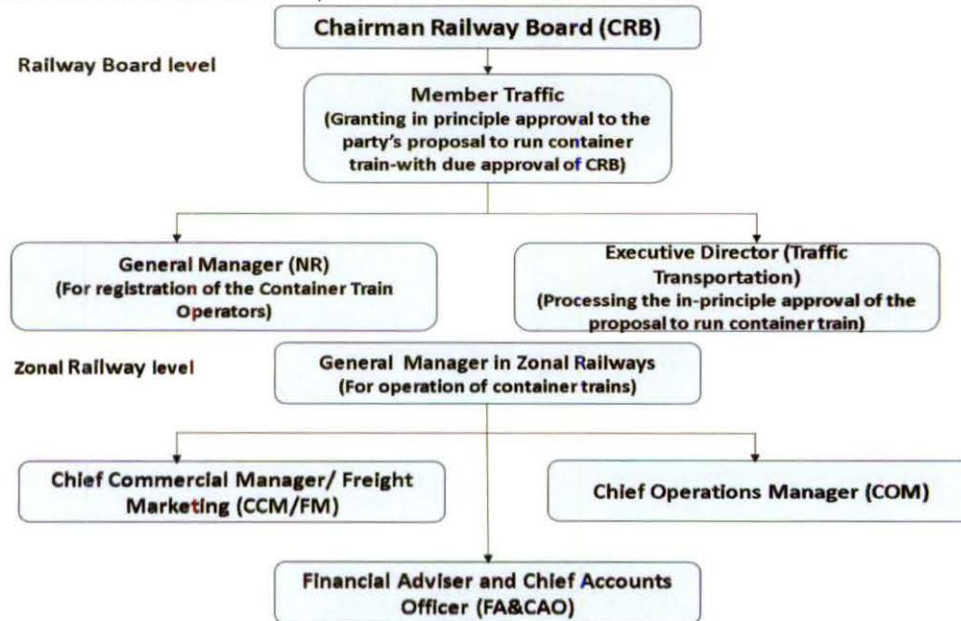 Chairman Railway Board (CRB)
Railway Board level
Member Traffic
(Granting in principle approval to the
party's proposal to run container
train-with due approval of CRB)
General Manager (NR)
(For registration of the Container Train
Operators)
Executive Director (Traffic
Transportation)
(Processing the in-principle approval of the
proposal to run container train)
Zonal Railway level
General Manager in Zonal Railways
(For operation of container trains)
Chief Commercial Manager/ Freight
Marketing (CCM/FM)
Chief Operations Manager (COM)
Financial Adviser and Chief Accounts
Officer (FA&CAO)